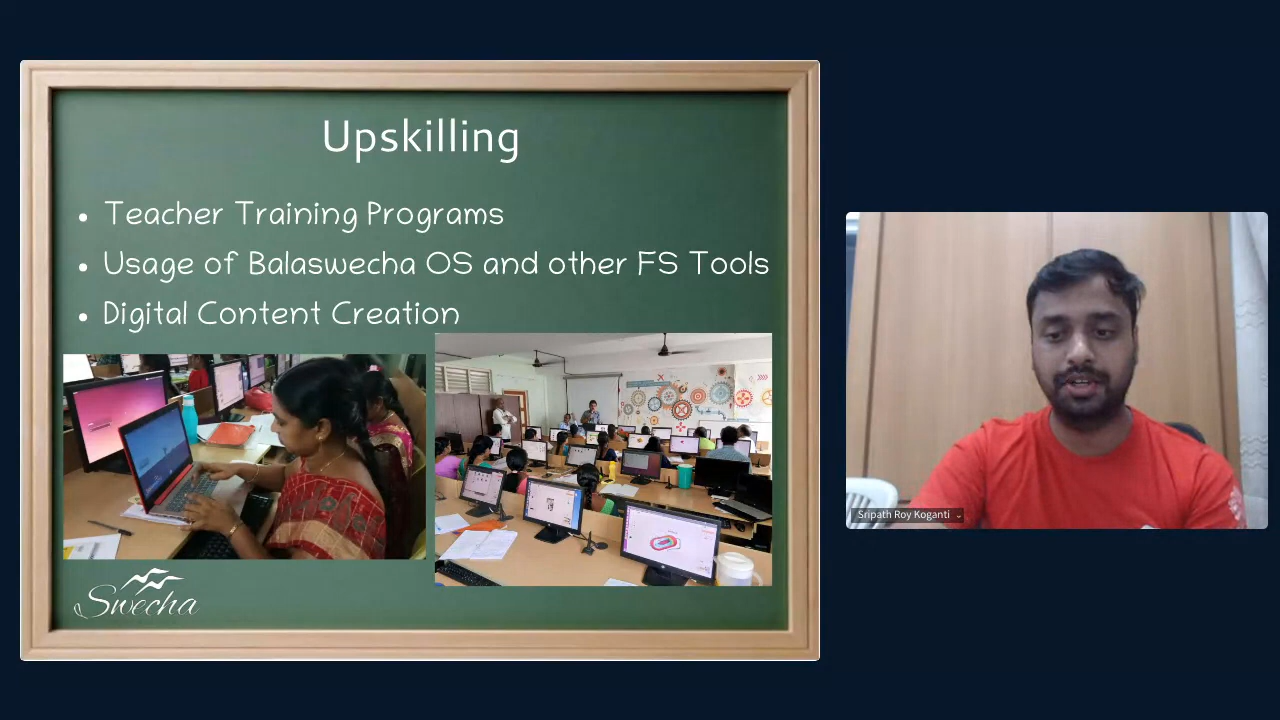 Upskilling
• Teacher Training Programs
• Usage of Balaswecha OS and other FS Tools
• Digital Content Creation
Swecha
Sripath Roy Koganti